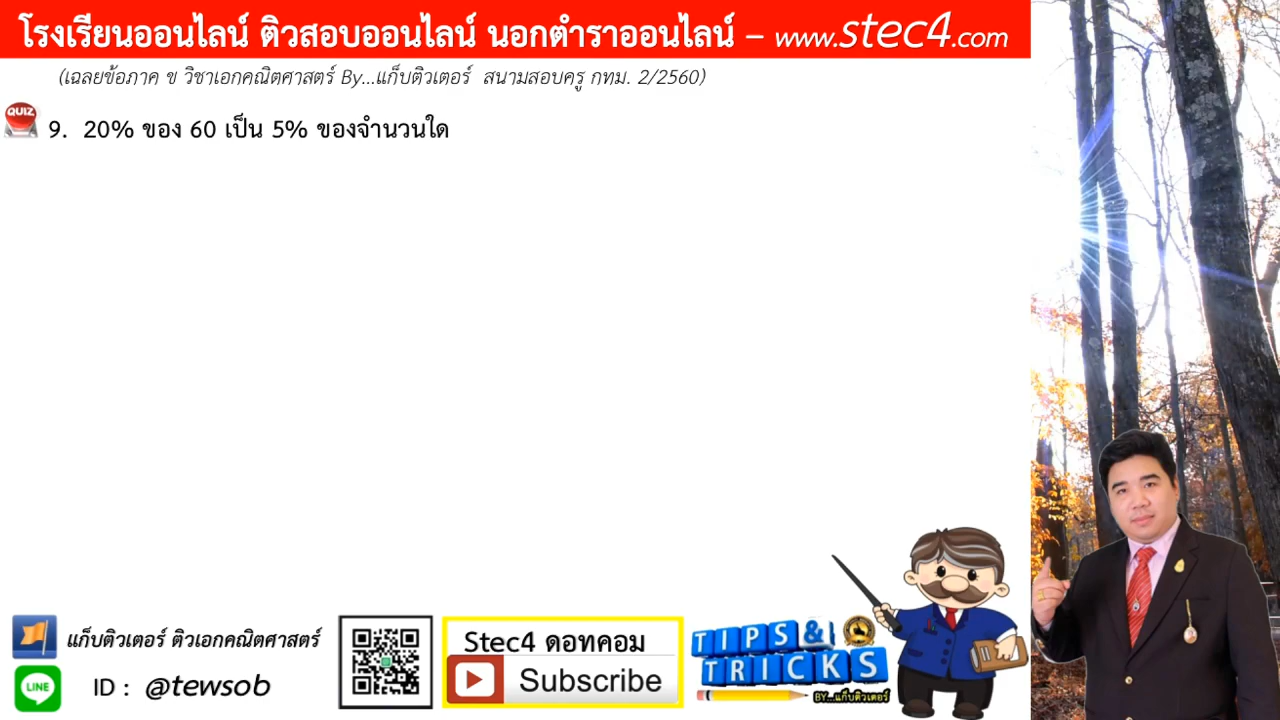 โรงเรียนออนไลน์ ติวสอบออนไลน์ นอกตำราออนไลน์ – www.stec4.com
(เฉลยข้อภาค ข วิชาเอกคณิตศาสตร์ By...แก็บติวเตอร์ สนามสอบครู กทม. 2/2560)
QUIZ
9. 20% ของ 60 เป็น 5% ของจำนวนใด
แก็บติวเตอร์ ติวเอกคณิตศาสตร์
LINE
ID : @tewsob
Stec4 ดอทคอม
Subscribe
TIPS &
TRICKS
BY...แก็บติวเตอร์